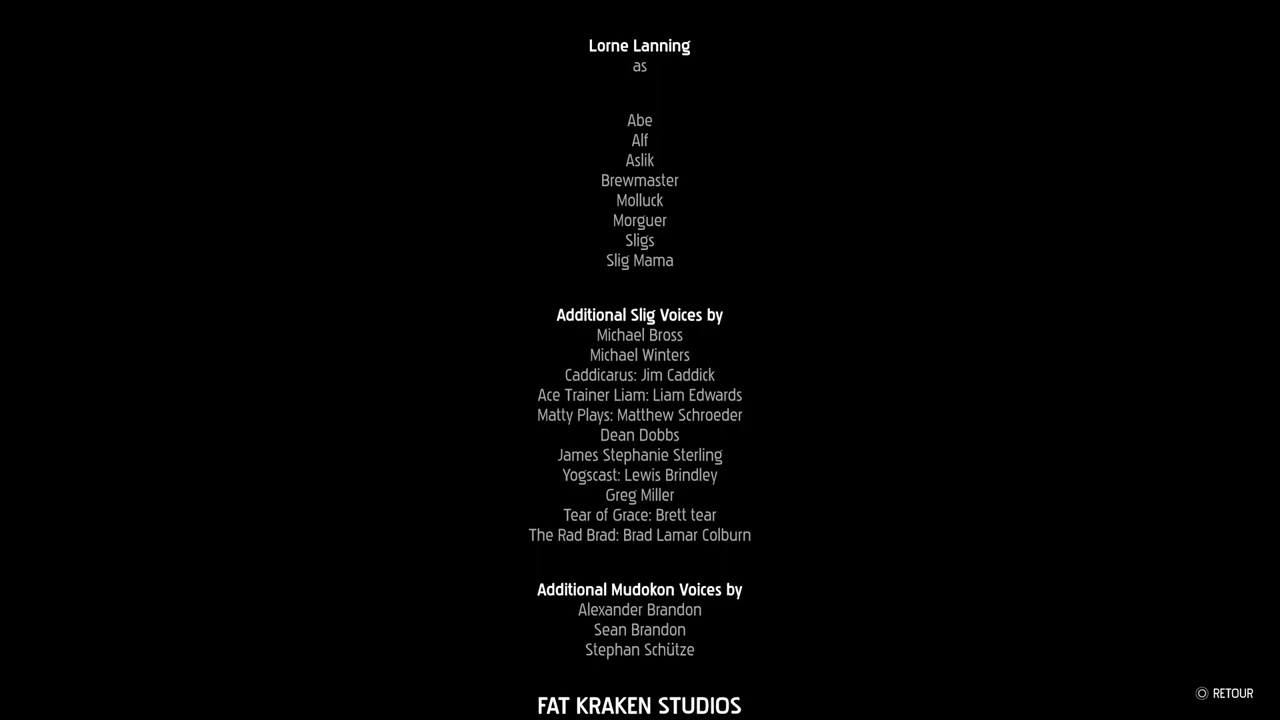 Lorne Lanning
as
Abe
Alf
Aslik
Brewmaster
Molluck
Morguer
Sligs
Slig Mama
Additional Slig Voices by
Michael Bross
Michael Winters
Caddicarus: Jim Caddick
Ace Trainer Liam: Liam Edwards
Matty Plays: Matthew Schroeder
Dean Dobbs
James Stephanie Sterling
Yogscast: Lewis Brindley
Greg Miller
Tear of Grace: Brett tear
The Rad Brad: Brad Lamar Colburn
Additional Mudokon Voices by
Alexander Brandon
Sean Brandon
Stephan Schütze
FAT KRAKEN STUDIOS
RETOUR